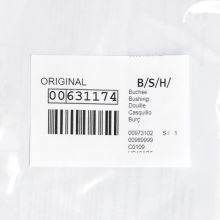 ORIGINAL
00631174
B/S/H/
Buchse
Bushing
Douille
Casquillo
Burç
00973102 S/ 1
00989999
C0109